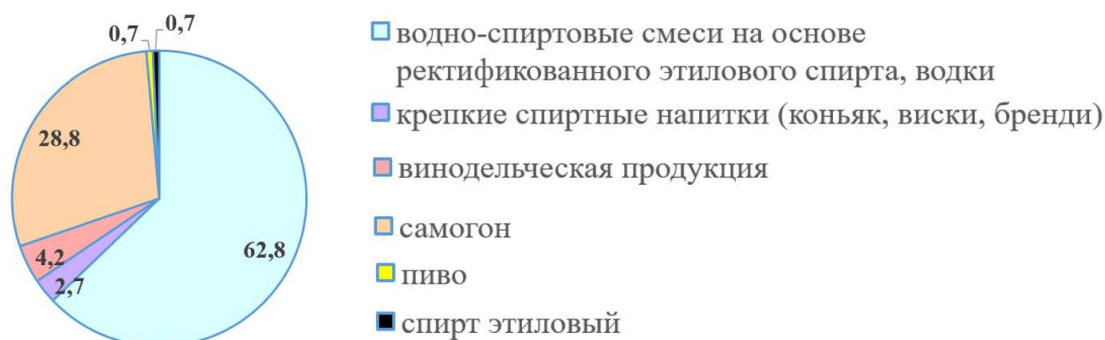 0,7
0,7
28,8
4,2
2,7
62,8
водно-спиртовые смеси на основе
ректификованного этилового спирта, водки
крепкие спиртные напитки (коньяк, виски, бренди)
винодельческая продукция
самогон
пиво
спирт этиловый